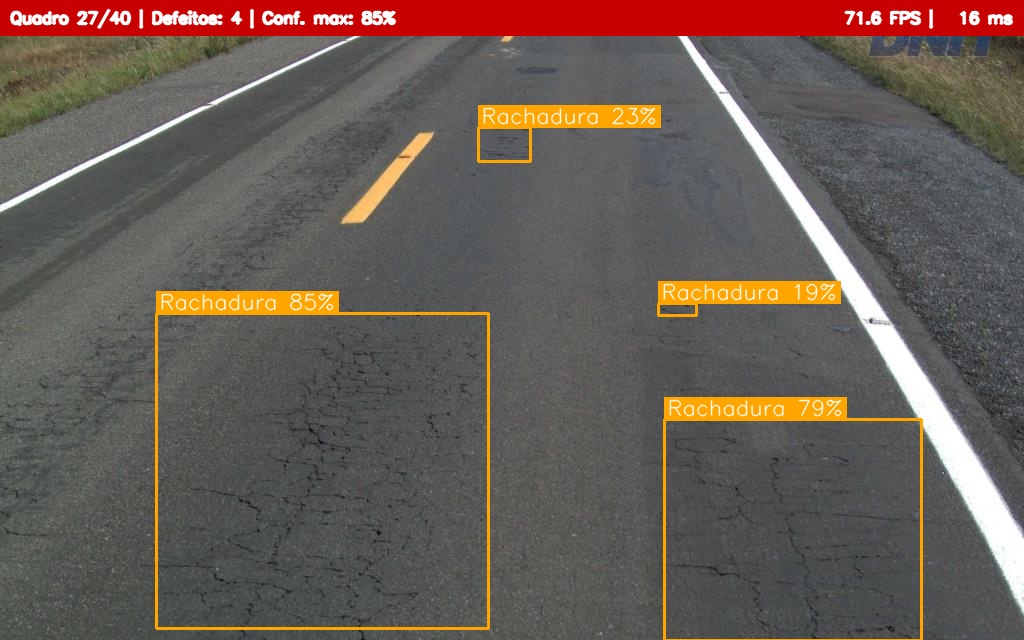 Quadro 27/40 | Defeitos: 4 | Conf. max: 85%
71.6 FPS | 16 ms
DNIT
Rachadura 23%
Rachadura 19%
Rachadura 85%
Rachadura 79%